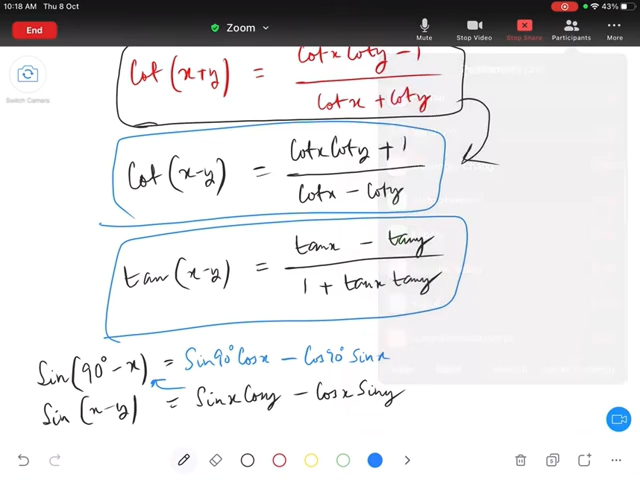 10:18 AM Thu 8 Oct
43%
End
Zoom
Mute
Stop Video
Stop Share
Participants
More
Switch Camera
Cot (x+y) = Cotx Coty - 1 / Cotx + Coty
Cot (x-y) = Cotx Coty + 1 / Cotx - Coty
tan (x-y) = tanx - tany / 1 + tanx tany
Sin (90° - x) = Sin90° Cosx - Cos90° Sinx
Sin (x-y) = Sinx Cosy - Cosx Siny